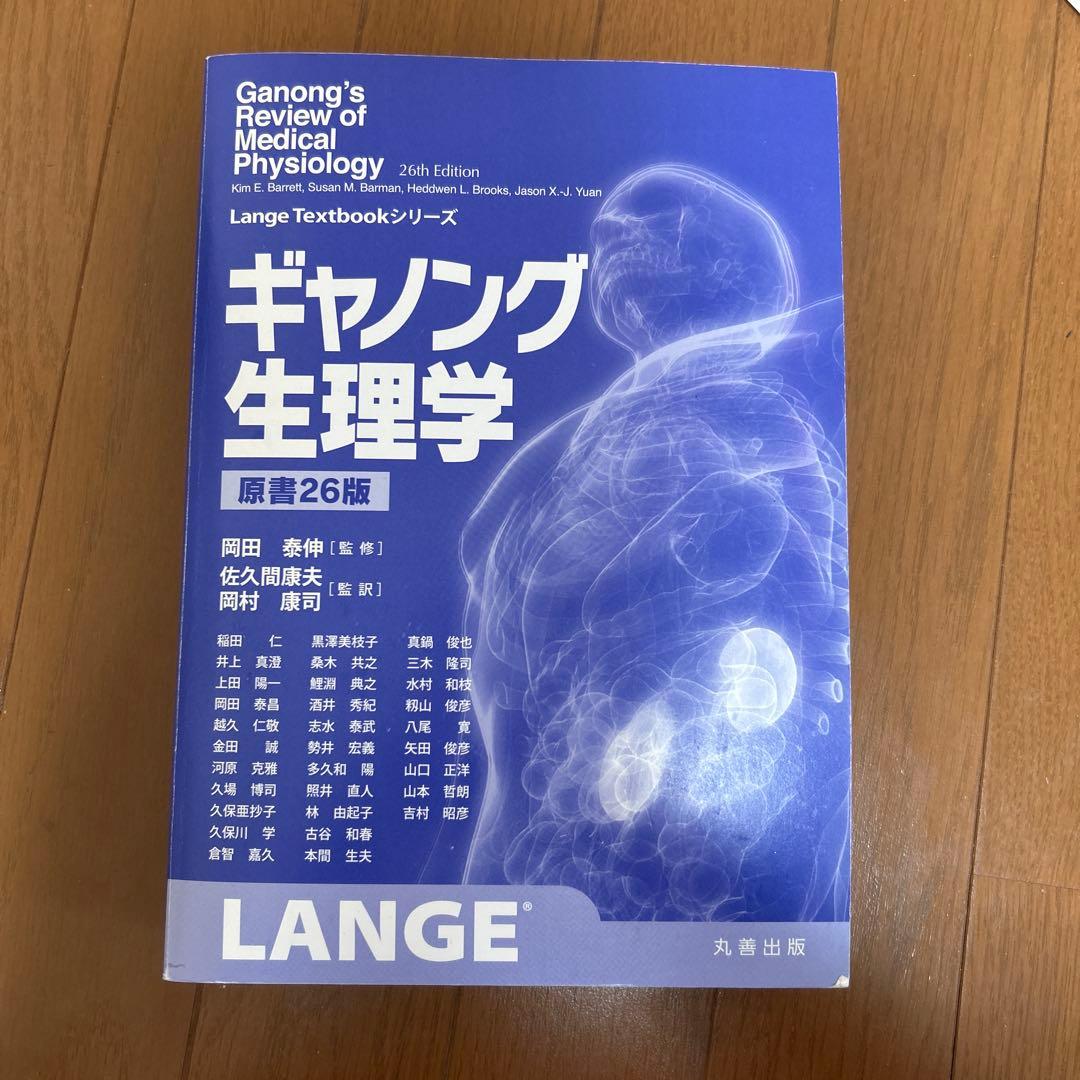 Ganong's
Review of
Medical
Physiology 26th Edition
Kim E. Barrett, Susan M. Barman, Heddwen L. Brooks, Jason X.-J. Yuan
Lange Textbookシリーズ
ギャノング
生理学
原書26版
岡田 泰伸 [監修]
佐久間康夫
岡村 康司 [監訳]
稲田 仁 黒澤美枝子 真鍋 俊也
井上 真澄 桑木 共之 三木 隆司
上田 陽一 鯉淵 典之 水村 和枝
岡田 泰昌 酒井 秀紀 籾山 俊彦
越久 仁敬 志水 泰武 八尾 寛
金田 誠 勢井 宏義 矢田 俊彦
河原 克雅 多久和 陽 山口 正洋
久場 博司 照井 直人 山本 哲朗
久保亜抄子 林 由起子 吉村 昭彦
久保川 学 古谷 和春
倉智 嘉久 本間 生夫
LANGE®
丸善出版